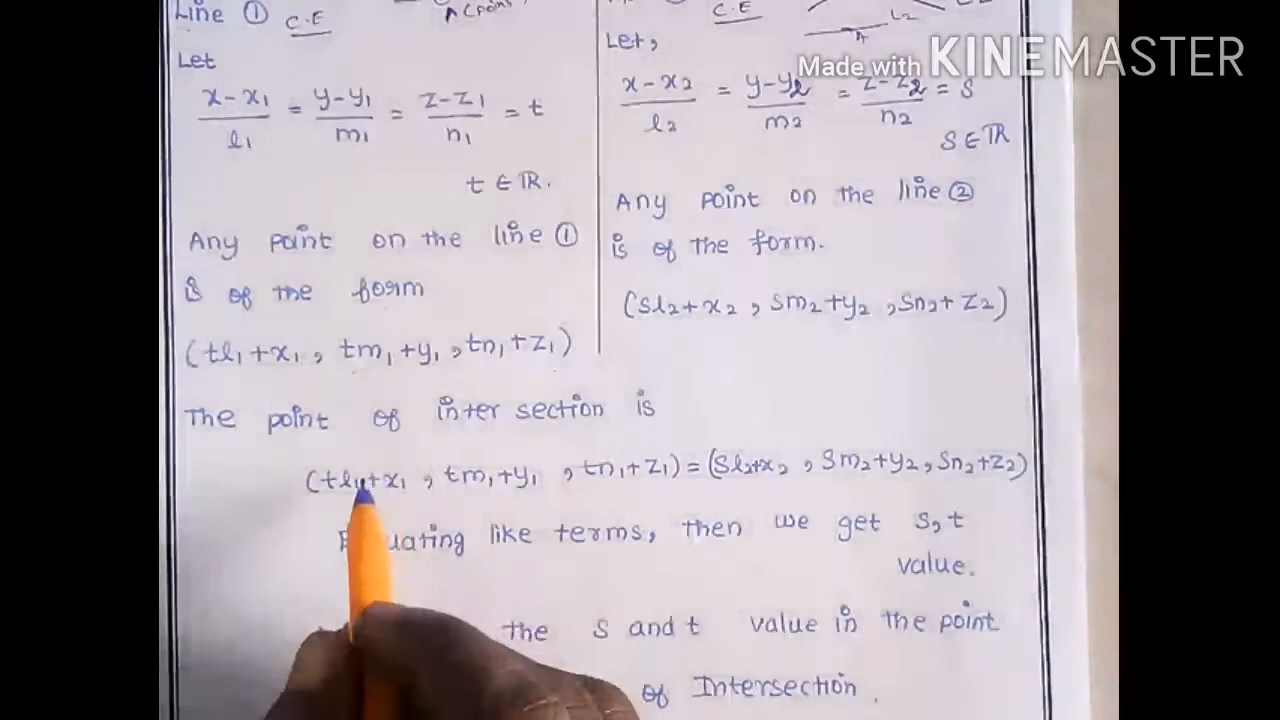 Line ①
C.E
Let
x-x₁/l₁ = y-y₁/m₁ = z-z₁/n₁ = t
t ∈ ℝ.
Any point on the line ①
is of the form
(tl₁+x₁, tm₁+y₁, tn₁+z₁)
C.E
L2
Let,
x-x₂/l₂ = y-y₂/m₂ = z-z₂/n₂ = s
s ∈ ℝ
Any point on the line ②
is of the form.
(sl₂+x₂, sm₂+y₂, sn₂+z₂)
The point of inter section is
(tl₁+x₁, tm₁+y₁, tn₁+z₁) = (sl₂+x₂, sm₂+y₂, sn₂+z₂)
uating like terms, then we get s,t
value.
the s and t value in the point
of Intersection.
Made with KINEMASTER